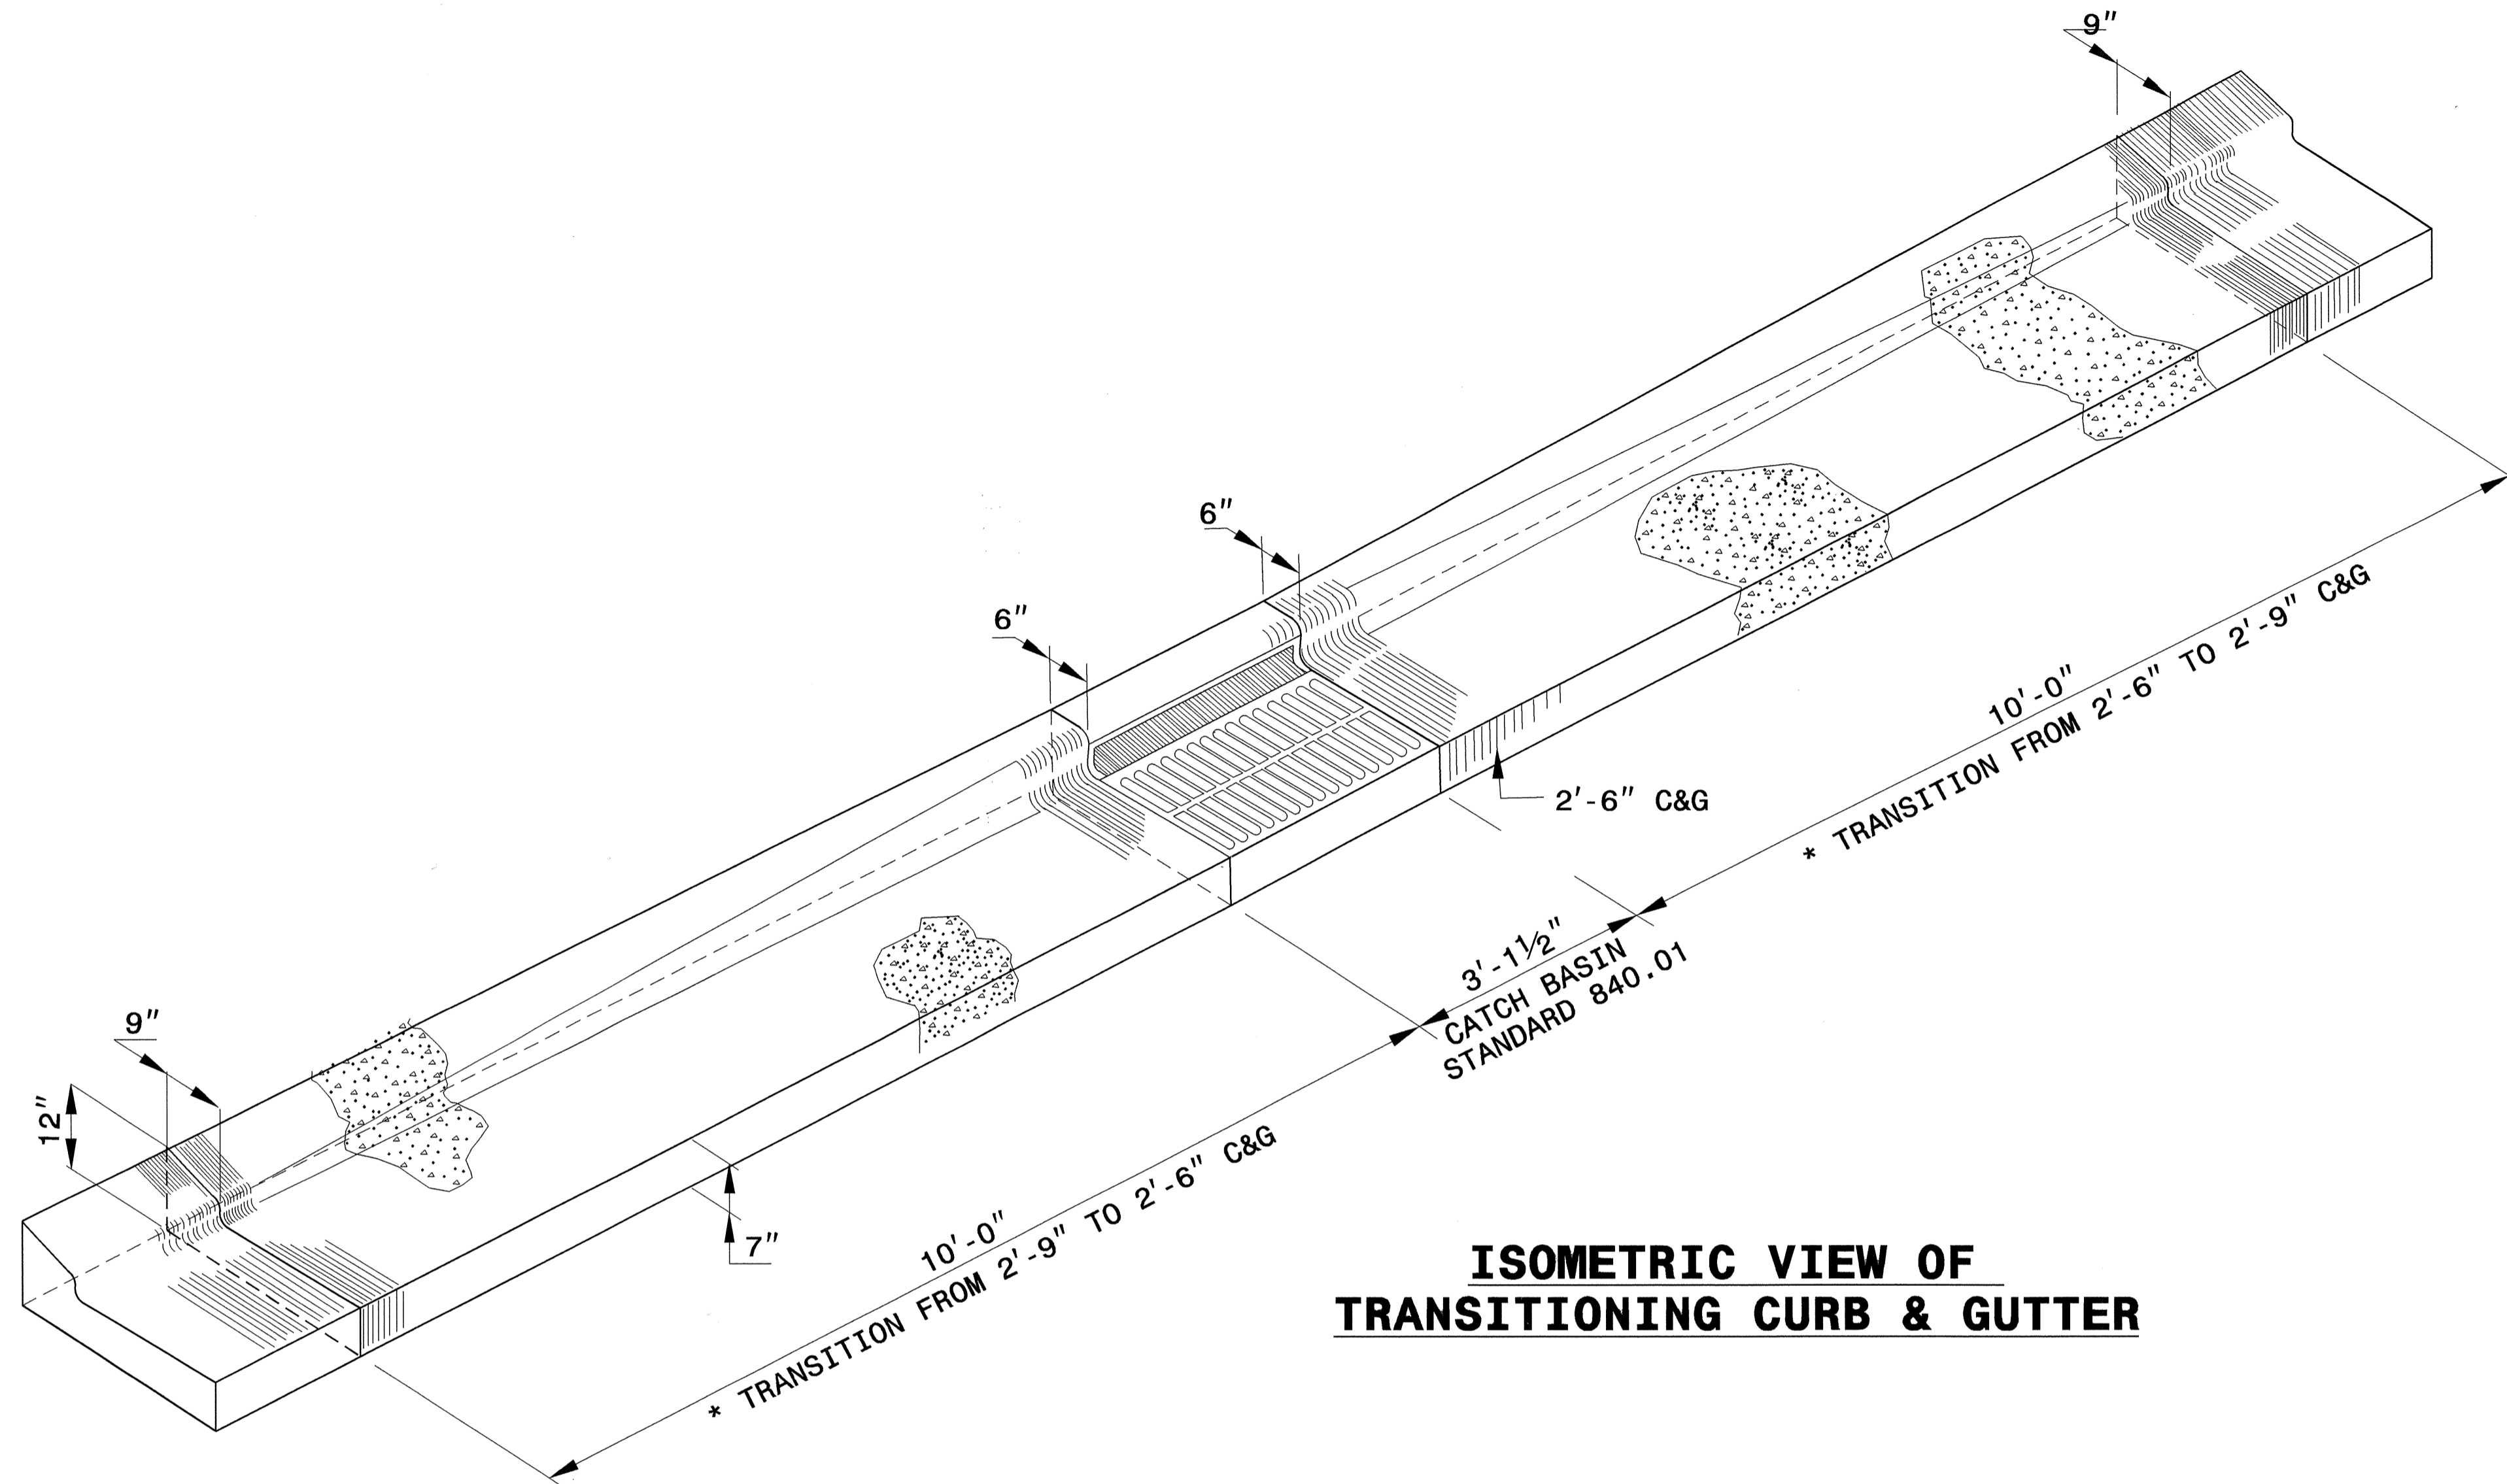 9"
6"
6"
9"
12"
7"
2'-6" C&G
10'-0"
* TRANSITION FROM 2'-6" TO 2'-9" C&G
3'-1½"
CATCH BASIN
STANDARD 840.01
10'-0"
* TRANSITION FROM 2'-9" TO 2'-6" C&G
ISOMETRIC VIEW OF
TRANSITIONING CURB & GUTTER